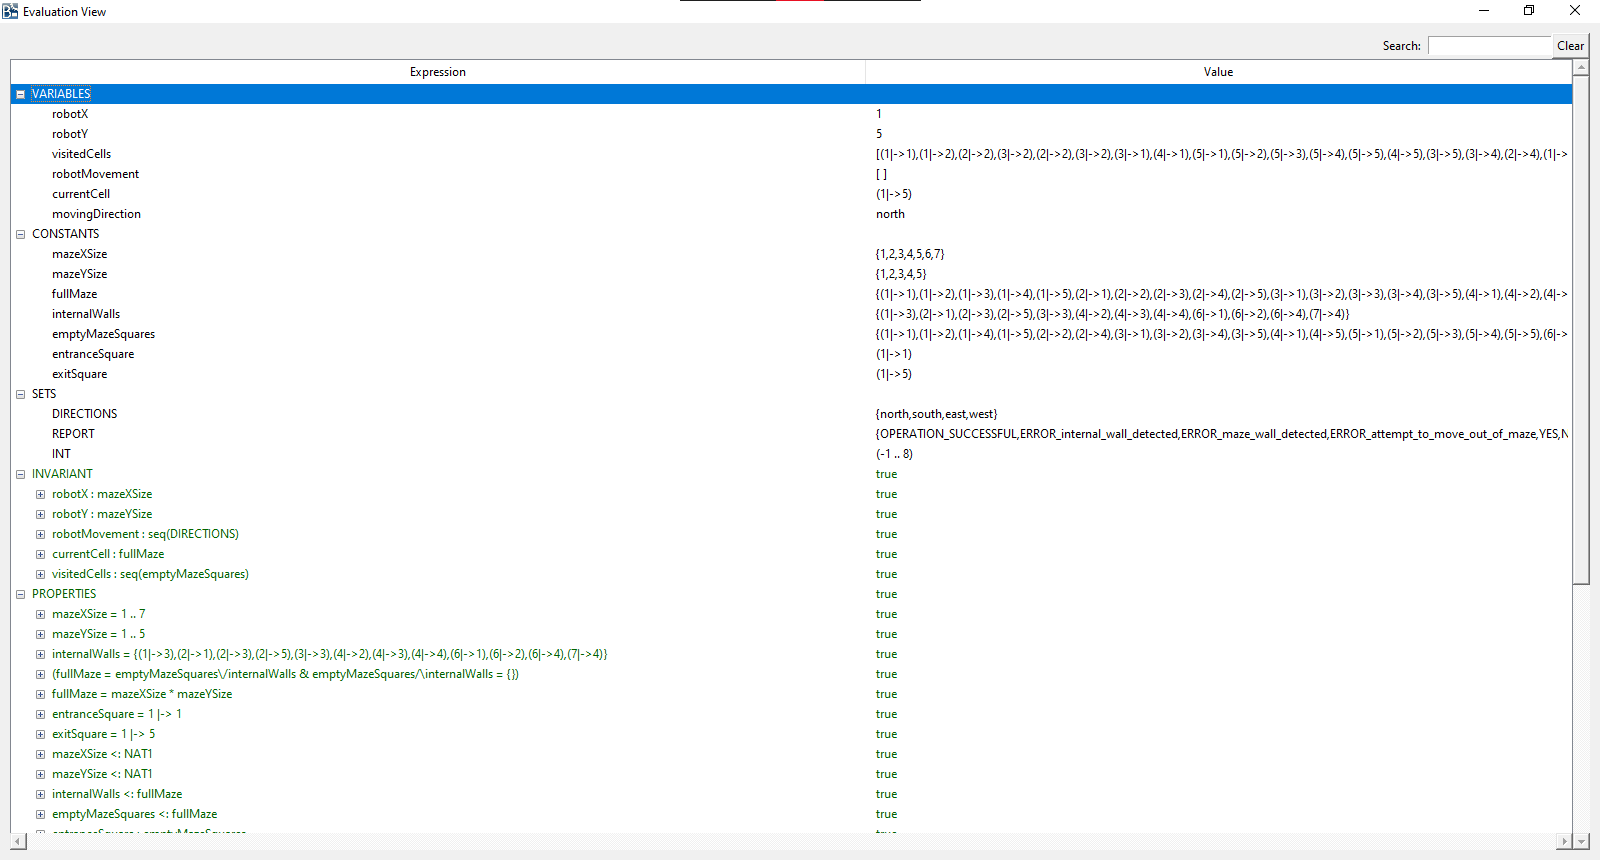 Evaluation View
Search: Clear
Expression Value
VARIABLES
robotX 1
robotY 5
visitedCells [(1|->1),(1|->2),(2|->2),(3|->2),(2|->2),(3|->2),(3|->1),(4|->1),(5|->1),(5|->2),(5|->3),(5|->4),(5|->5),(4|->5),(3|->5),(3|->4),(2|->4),(1|->
robotMovement [ ]
currentCell (1|->5)
movingDirection north
CONSTANTS
mazeXSize {1,2,3,4,5,6,7}
mazeYSize {1,2,3,4,5}
fullMaze {(1|->1),(1|->2),(1|->3),(1|->4),(1|->5),(2|->1),(2|->2),(2|->3),(2|->4),(2|->5),(3|->1),(3|->2),(3|->3),(3|->4),(3|->5),(4|->1),(4|->2),(4|->
internalWalls {(1|->3),(2|->1),(2|->3),(2|->5),(3|->3),(4|->2),(4|->3),(4|->4),(6|->1),(6|->2),(6|->4),(7|->4)}
emptyMazeSquares {(1|->1),(1|->2),(1|->4),(1|->5),(2|->2),(2|->4),(3|->1),(3|->2),(3|->4),(3|->5),(4|->1),(4|->5),(5|->1),(5|->2),(5|->3),(5|->4),(5|->5),(6|->
entranceSquare (1|->1)
exitSquare (1|->5)
SETS
DIRECTIONS {north,south,east,west}
REPORT {OPERATION_SUCCESSFUL,ERROR_internal_wall_detected,ERROR_maze_wall_detected,ERROR_attempt_to_move_out_of_maze,YES,N
INT (-1 .. 8)
INVARIANT true
robotX : mazeXSize true
robotY : mazeYSize true
robotMovement : seq(DIRECTIONS) true
currentCell : fullMaze true
visitedCells : seq(emptyMazeSquares) true
PROPERTIES true
mazeXSize = 1 .. 7 true
mazeYSize = 1 .. 5 true
internalWalls = {(1|->3),(2|->1),(2|->3),(2|->5),(3|->3),(4|->2),(4|->3),(4|->4),(6|->1),(6|->2),(6|->4),(7|->4)} true
(fullMaze = emptyMazeSquares\/internalWalls & emptyMazeSquares/\internalWalls = {}) true
fullMaze = mazeXSize * mazeYSize true
entranceSquare = 1 |-> 1 true
exitSquare = 1 |-> 5 true
mazeXSize <: NAT1 true
mazeYSize <: NAT1 true
internalWalls <: fullMaze true
emptyMazeSquares <: fullMaze true